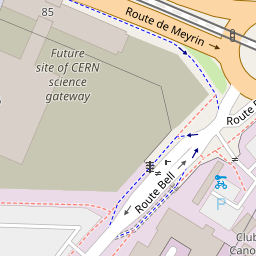 85
Route de Meyrin
Future
site of CERN
science
gateway
Route
Route Bell
P
Club
Cano